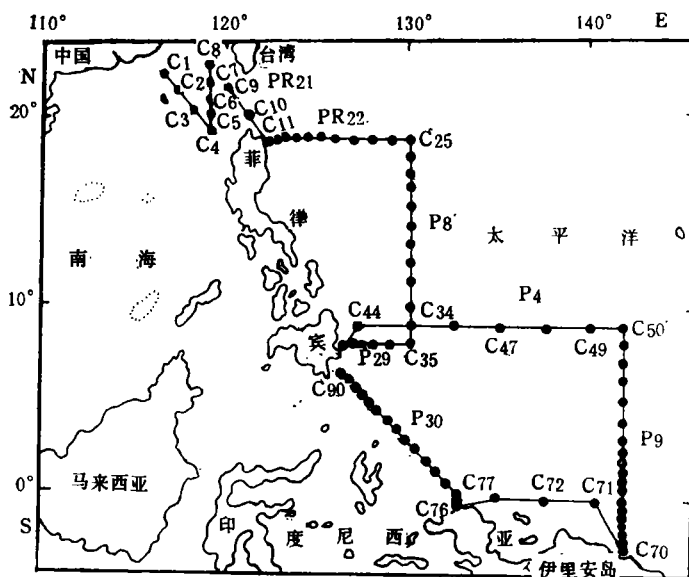 110° 120° 130° 140° E
中国 C1 C8 台湾
N C2 C7 C9 PR21
20° C3 C6 C10 PR22
C5 C11 C25
C4
菲
律 P8 太 平 洋
南 海
10° C44 C34 P4
C47 C49 C50
宾 P29 C35
C90
P30 P9
马来西亚
0° C77 C72 C71
C76
S 印 度 尼 西 亚 C70
伊里安岛